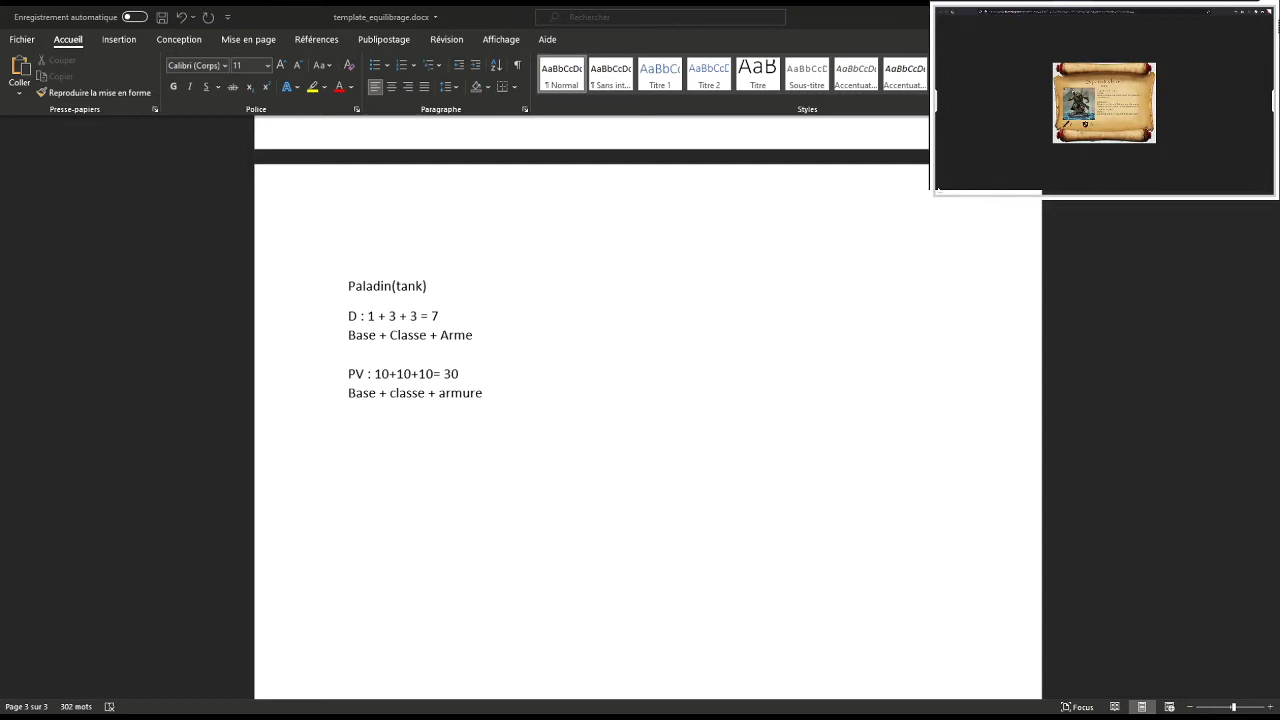 Enregistrement automatique
template_equilibrage.docx
Rechercher
Fichier
Accueil
Insertion
Conception
Mise en page
Références
Publipostage
Révision
Affichage
Aide
Coller
Couper
Copier
Reproduire la mise en forme
Presse-papiers
Calibri (Corps)
11
Aa
G I S
Police
Paragraphe
AaBbCcDc
¶ Normal
AaBbCcDc
¶ Sans int...
AaBbCc
Titre 1
AaBbCcD
Titre 2
AaB
Titre
AaBbCcD
Sous-titre
AaBbCcDc
Accentuat...
AaBbCcDc
Accentuat...
Styles
Paladin(tank)
D : 1 + 3 + 3 = 7
Base + Classe + Arme
PV : 10+10+10= 30
Base + classe + armure
Page 3 sur 3
302 mots
Focus